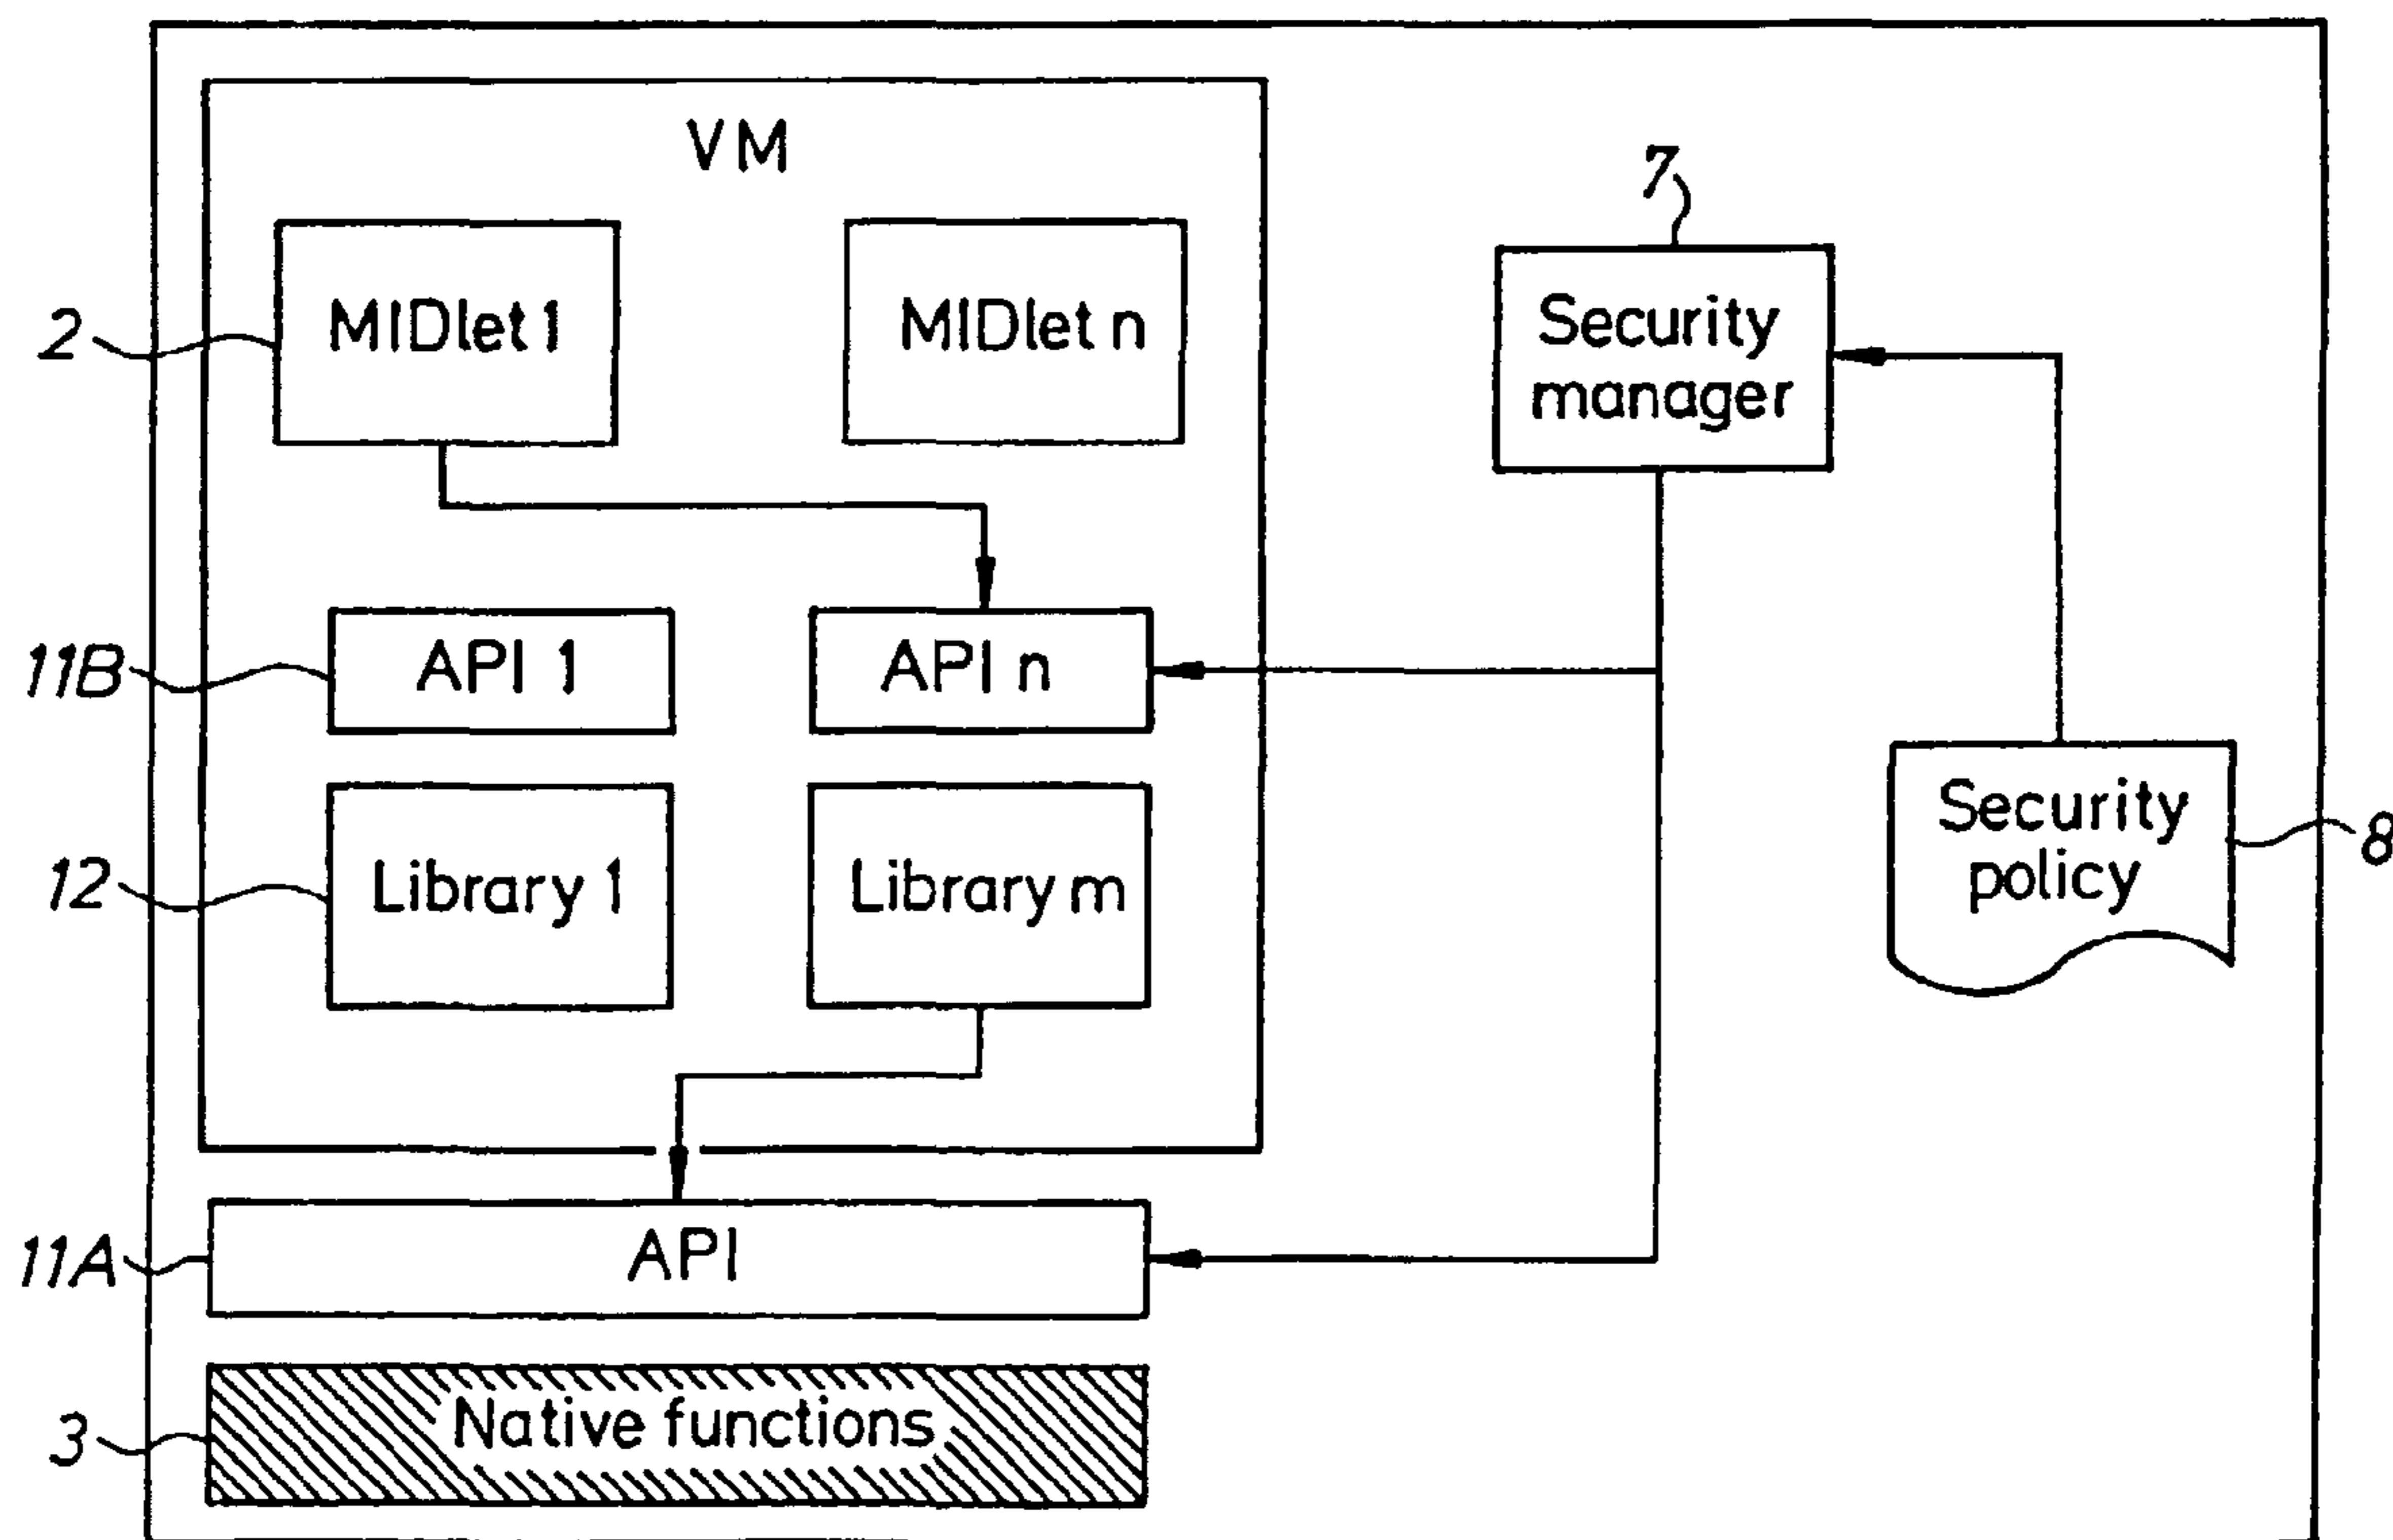 VM
7
2
MIDlet 1
MIDlet n
Security
manager
11B
API 1
API n
12
Library 1
Library m
Security
policy
8
11A
API
3
Native functions